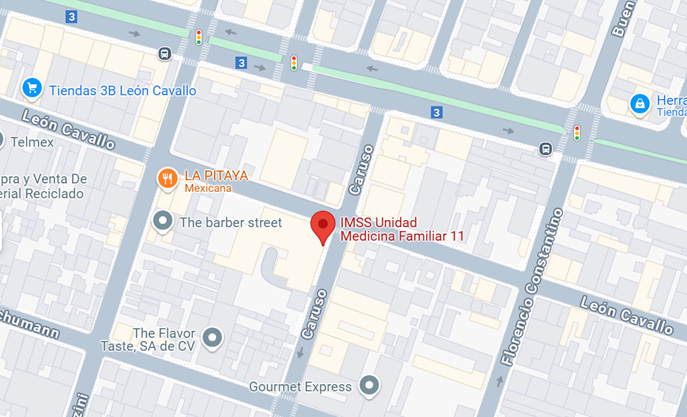 3
3
3
Buen
Tiendas 3B León Cavallo
Herra
Tienda
León Cavallo
Telmex
LA PITAYA
Mexicana
Caruso
pra y Venta De
erial Reciclado
The barber street
IMSS Unidad
Medicina Familiar 11
Florencio Constantino
Caruso
León Cavallo
chumann
The Flavor
Taste, SA de CV
Gourmet Express
zini